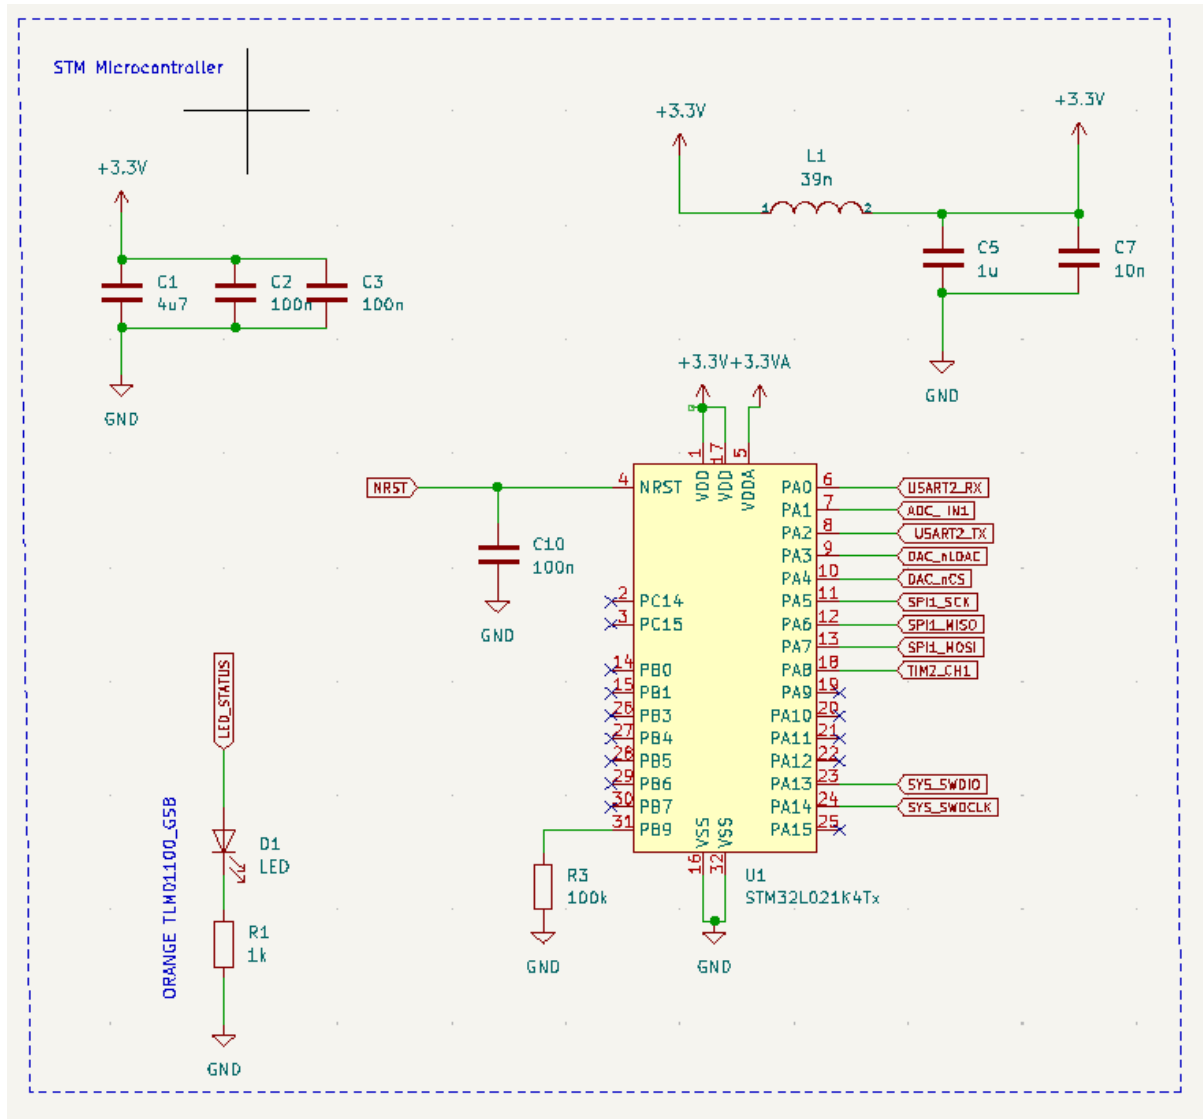 STM Microcontroller
+3.3V
C1
4u7
C2
100n
C3
100n
GND
+3.3V
L1
39n
1
2
+3.3V
C5
1u
C7
10n
GND
+3.3V
+3.3VA
1
17
5
VDD
VDD
VDDA
NRST
4
NRST
C10
100n
GND
2
PC14
3
PC15
14
PB0
15
PB1
26
PB3
27
PB4
28
PB5
29
PB6
30
PB7
31
PB9
PA0
6
USART2_RX
PA1
7
ADC_ IN1
PA2
8
USART2_TX
PA3
9
DAC_nLDAC
PA4
10
DAC_nCS
PA5
11
SPI1_SCK
PA6
12
SPI1_MISO
PA7
13
SPI1_MOSI
PA8
18
TIM2_CH1
PA9
19
PA10
20
PA11
21
PA12
22
PA13
23
SYS_SWDIO
PA14
24
SYS_SWDCLK
PA15
25
VSS
VSS
16
32
U1
STM32L021K4Tx
GND
R3
100k
GND
LED_STATUS
D1
LED
ORANGE TLMO1100_GSB
R1
1k
GND